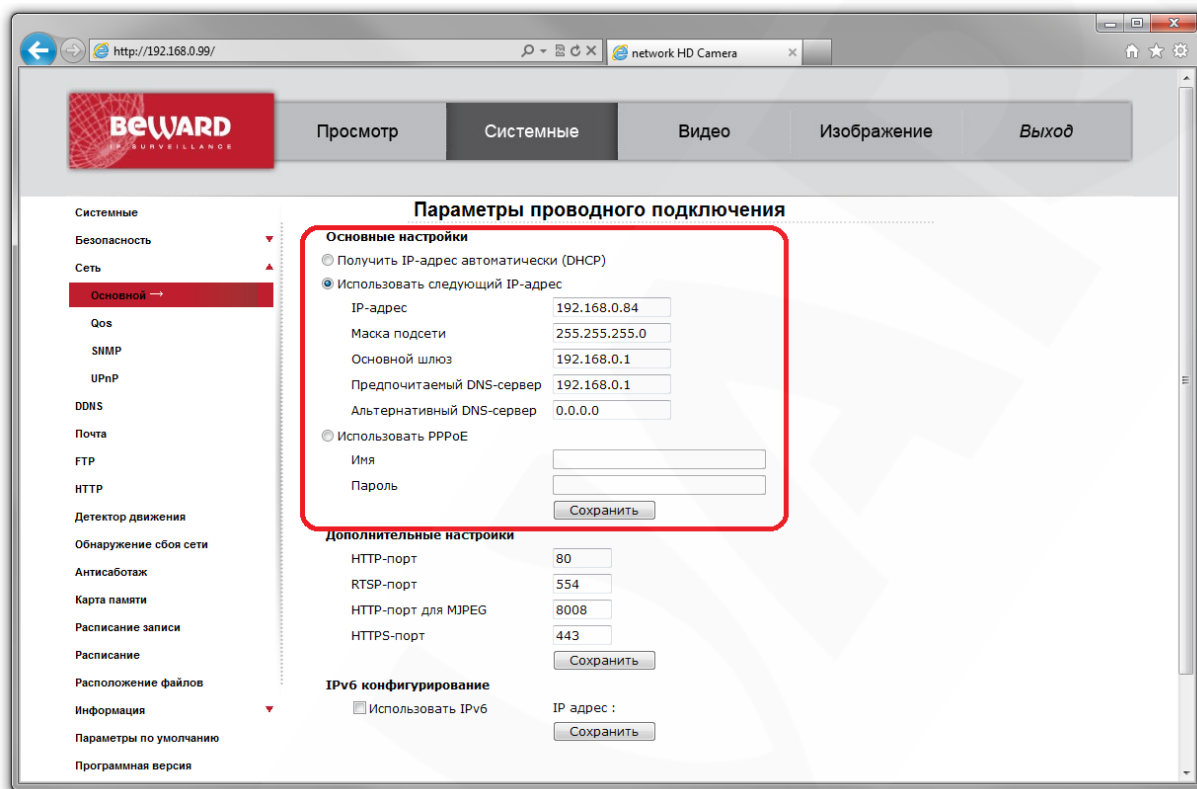 http://192.168.0.99/
network HD Camera
BEWARD
IP SURVEILLANCE
Просмотр
Системные
Видео
Изображение
Выход
Параметры проводного подключения
Системные
Безопасность
Сеть
Основной →
Qos
SNMP
UPnP
DDNS
Почта
FTP
HTTP
Детектор движения
Обнаружение сбоя сети
Антисаботаж
Карта памяти
Расписание записи
Расписание
Расположение файлов
Информация
Параметры по умолчанию
Программная версия
Основные настройки
Получить IP-адрес автоматически (DHCP)
Использовать следующий IP-адрес
IP-адрес 192.168.0.84
Маска подсети 255.255.255.0
Основной шлюз 192.168.0.1
Предпочитаемый DNS-сервер 192.168.0.1
Альтернативный DNS-сервер 0.0.0.0
Использовать PPPoE
Имя
Пароль
Сохранить
Дополнительные настройки
HTTP-порт 80
RTSP-порт 554
HTTP-порт для MJPEG 8008
HTTPS-порт 443
Сохранить
IPv6 конфигурирование
Использовать IPv6 IP адрес :
Сохранить